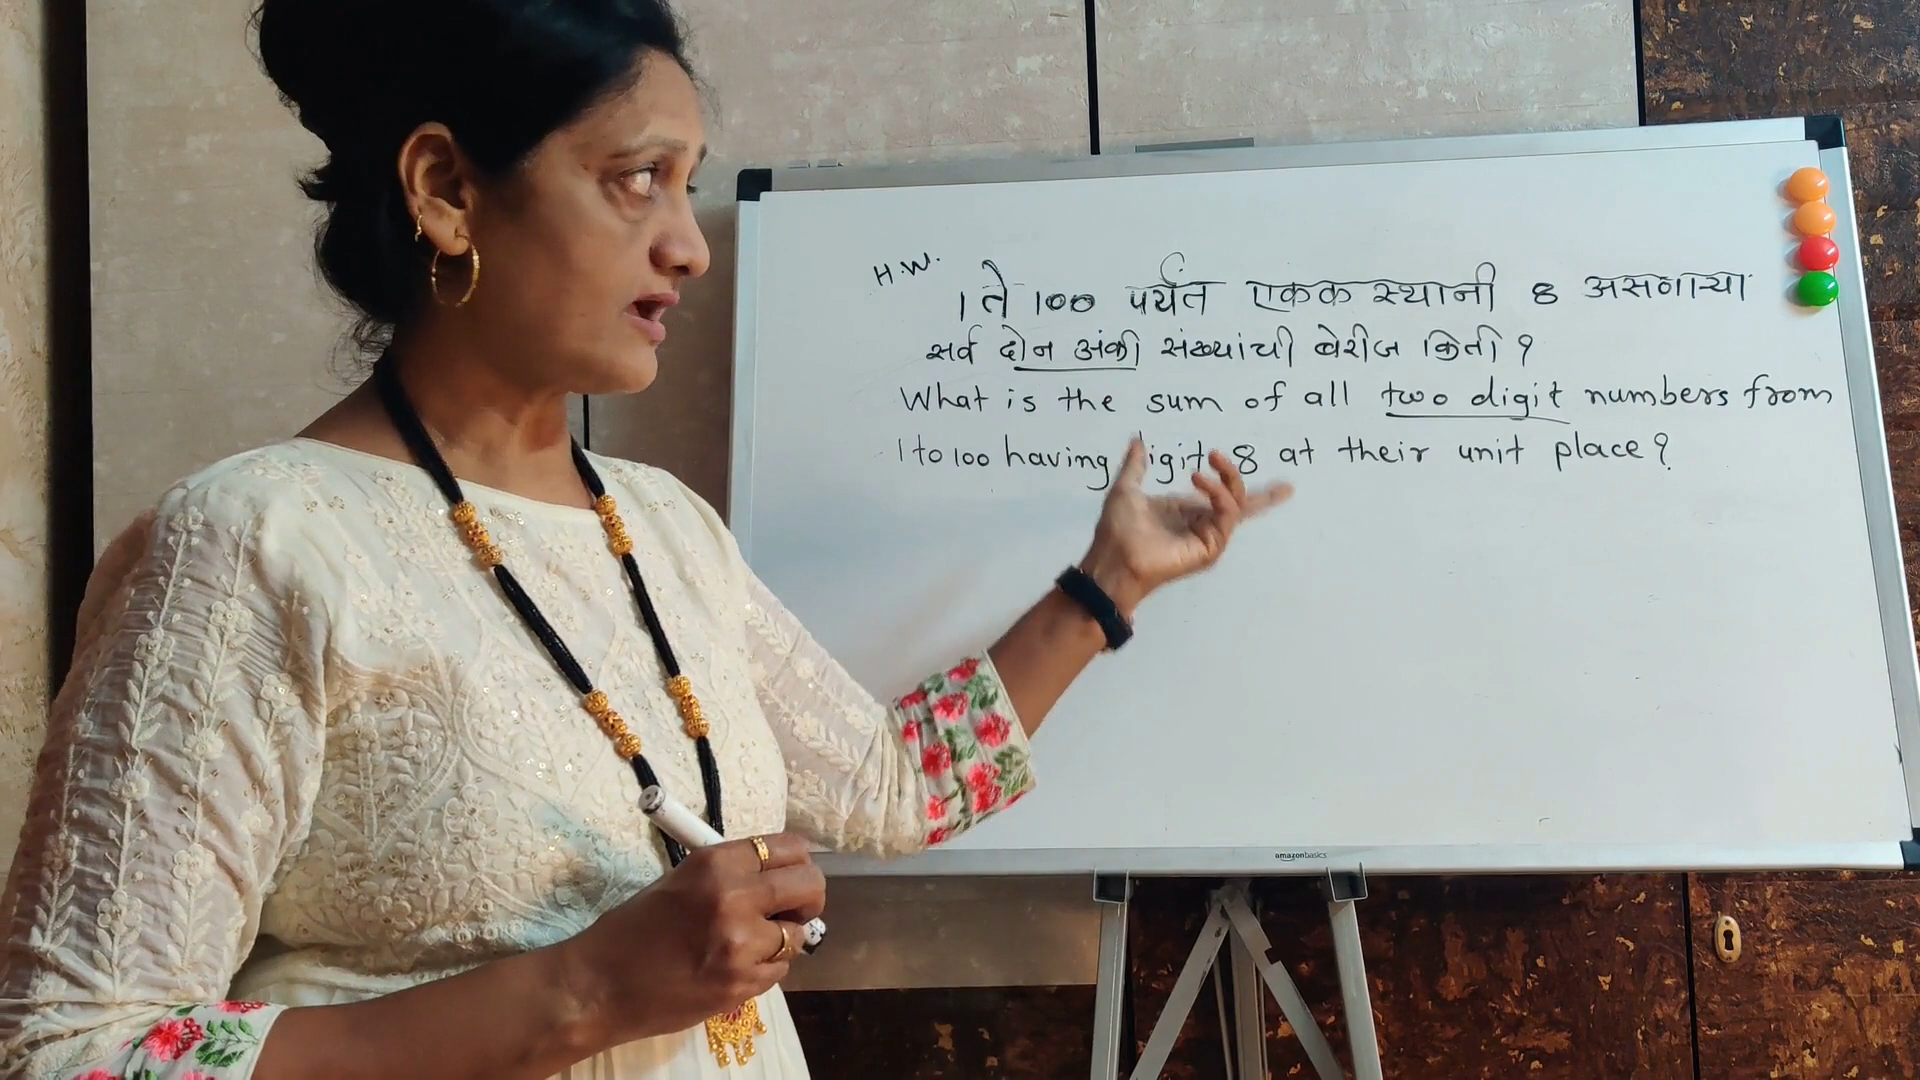 H.W.
1 ते 100 पर्यंत एकक स्थानी 8 असणाऱ्या
सर्व दोन अंकी संख्यांची बेरीज किती ?
What is the sum of all two digit numbers from
1 to 100 having digit 8 at their unit place ?
amazonbasics